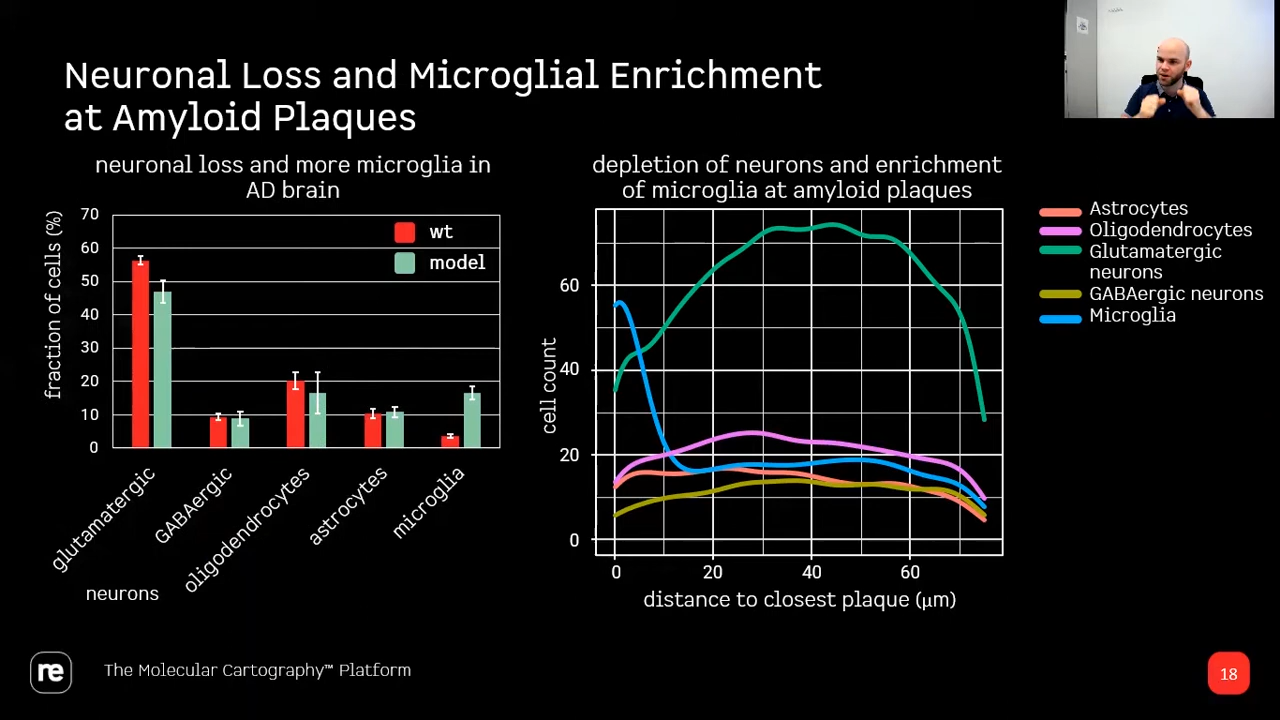 Neuronal Loss and Microglial Enrichment
at Amyloid Plaques
neuronal loss and more microglia in
AD brain
fraction of cells (%)
70
60
50
40
30
20
10
0
wt
model
glutamatergic
GABAergic
oligodendrocytes
astrocytes
microglia
neurons
depletion of neurons and enrichment
of microglia at amyloid plaques
cell count
60
40
20
0
0 20 40 60
distance to closest plaque (μm)
Astrocytes
Oligodendrocytes
Glutamatergic
neurons
GABAergic neurons
Microglia
re
The Molecular Cartography™ Platform
18